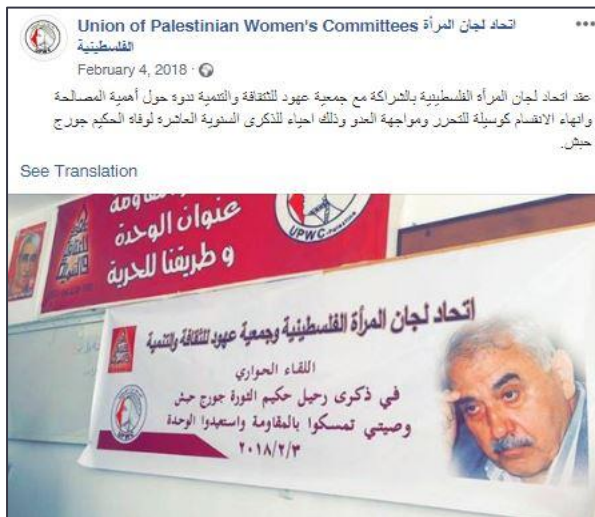 Union of Palestinian Women's Committees اتحاد لجان المرأة
الفلسطينية
February 4, 2018
عقد اتحاد لجان المرأة الفلسطينية بالشراكة مع جمعية عهود للثقافة والتنمية ندوة حول أهمية المصالحة
وانهاء الانقسام كوسيلة للتحرر ومواجهة العدو وذلك احياء للذكرى السنوية العاشرة لوفاة الحكيم جورج
حبش.
See Translation
عنوان الوحدة
و طريقنا للحرية
UPWC-Palestine
اتحاد لجان المرأة الفلسطينية وجمعية عهود للثقافة والتنمية
اللقاء الحواري
في ذكرى رحيل حكيم الثورة جورج حبش
وصيتي تمسكوا بالمقاومة واستعيدوا الوحدة
٢٠١٨/٢/٣
UPWC